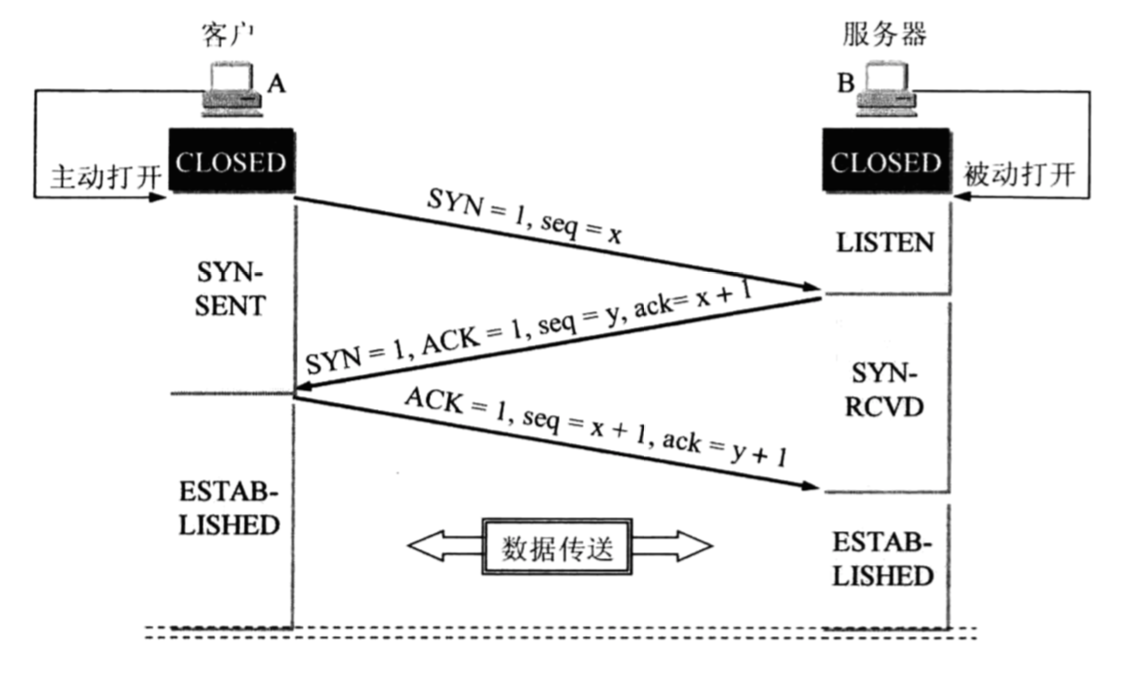 客户
服务器
A
B
CLOSED
CLOSED
主动打开
被动打开
SYN = 1, seq = x
LISTEN
SYN-
SENT
SYN = 1, ACK = 1, seq = y, ack= x + 1
SYN-
RCVD
ACK = 1, seq = x + 1, ack = y + 1
ESTAB-
LISHED
数据传送
ESTAB-
LISHED